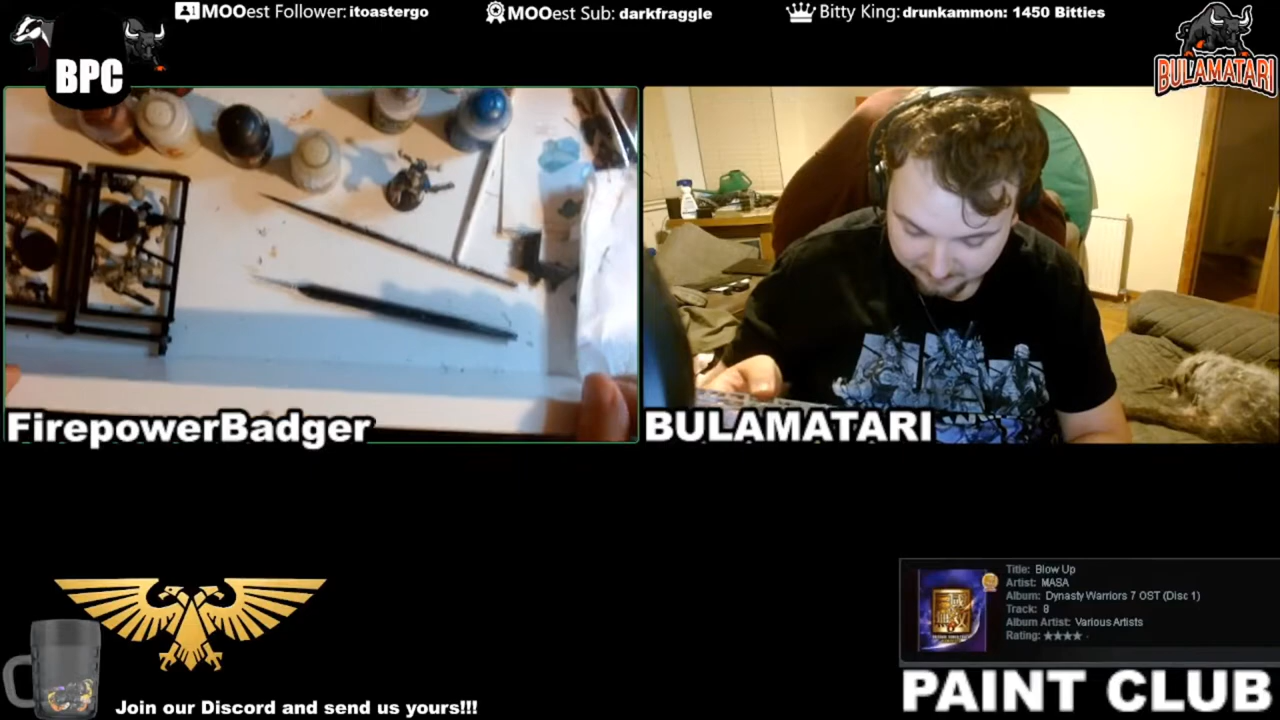 MOOest Follower: itoastergo
MOOest Sub: darkfraggle
Bitty King: drunkammon: 1450 Bitties
BPC
BULAMATARI
FirepowerBadger
BULAMATARI
Title: Blow Up
Artist: MASA
Album: Dynasty Warriors 7 OST (Disc 1)
Track: 8
Album Artist: Various Artists
Rating: ★★★★
PAINT CLUB
Join our Discord and send us yours!!!